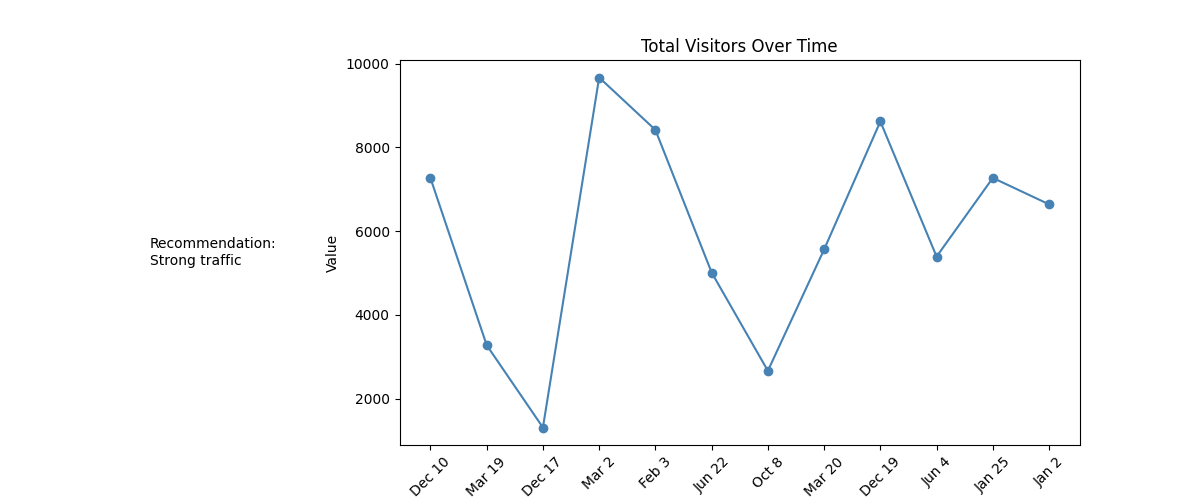 Total Visitors Over Time
Recommendation:
Strong traffic
Value
10000
8000
6000
4000
2000
Dec 10
Mar 19
Dec 17
Mar 2
Feb 3
Jun 22
Oct 8
Mar 20
Dec 19
Jun 4
Jan 25
Jan 2